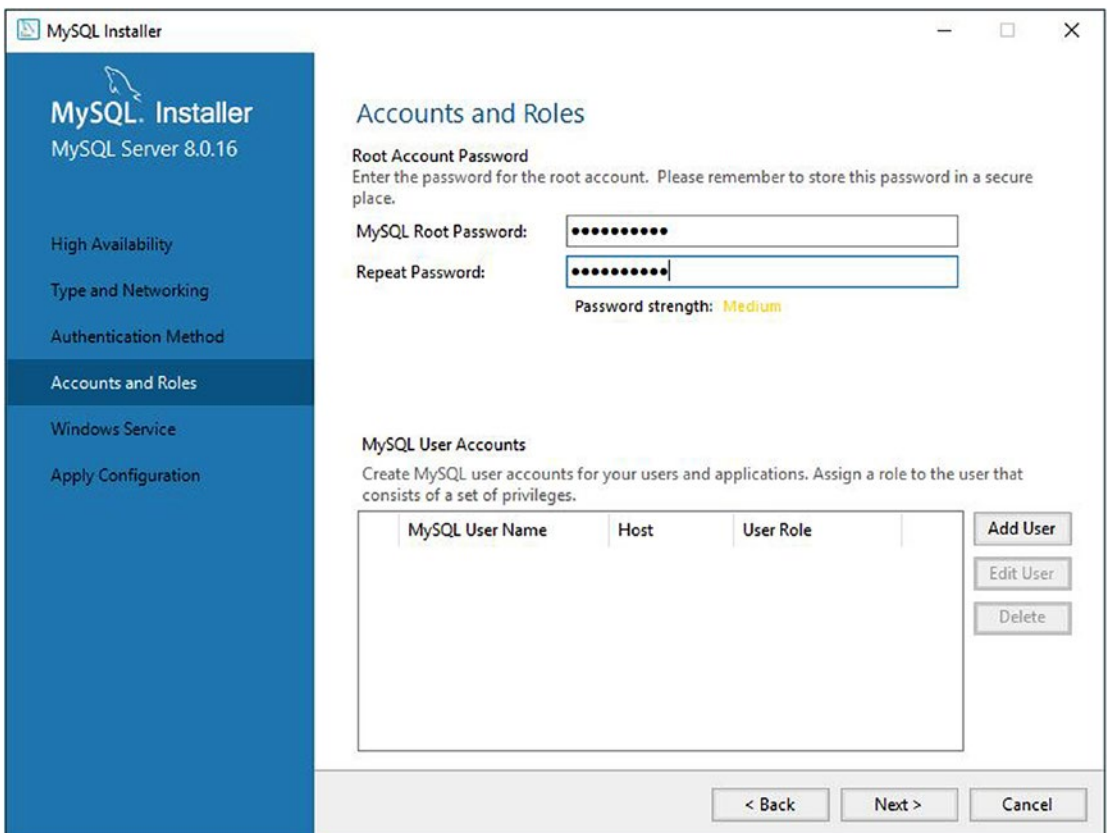 MySQL Installer
MySQL. Installer
MySQL Server 8.0.16
High Availability
Type and Networking
Authentication Method
Accounts and Roles
Windows Service
Apply Configuration
Accounts and Roles
Root Account Password
Enter the password for the root account. Please remember to store this password in a secure
place.
MySQL Root Password: ●●●●●●●●●●
Repeat Password: ●●●●●●●●●●
Password strength: Medium
MySQL User Accounts
Create MySQL user accounts for your users and applications. Assign a role to the user that
consists of a set of privileges.
MySQL User Name Host User Role
Add User
Edit User
Delete
< Back Next > Cancel